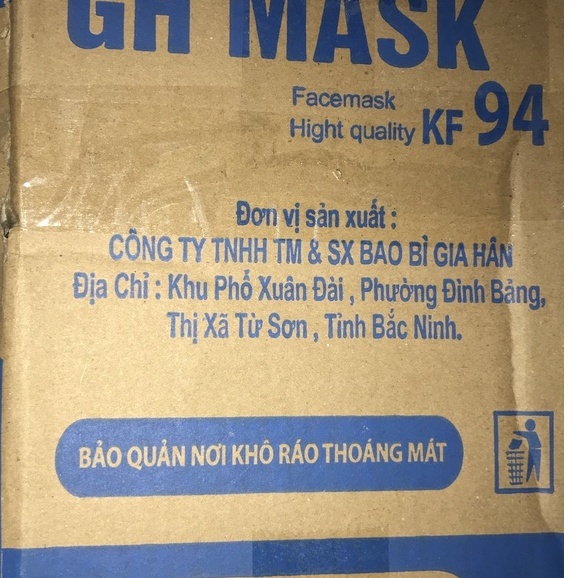 GH MASK
Facemask
Hight quality KF 94
Đơn vị sản xuất :
CÔNG TY TNHH TM & SX BAO BÌ GIA HÂN
Địa Chỉ : Khu Phố Xuân Đài , Phường Đình Bảng,
Thị Xã Từ Sơn , Tỉnh Bắc Ninh.
BẢO QUẢN NƠI KHÔ RÁO THOÁNG MÁT